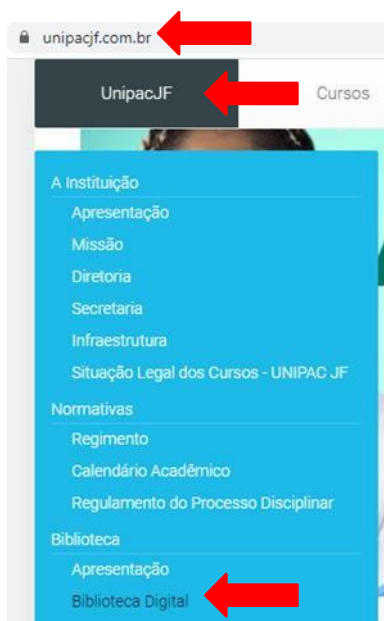 unipacjf.com.br
UnipacJF Cursos
A Instituição
Apresentação
Missão
Diretoria
Secretaria
Infraestrutura
Situação Legal dos Cursos - UNIPAC JF
Normativas
Regimento
Calendário Acadêmico
Regulamento do Processo Disciplinar
Biblioteca
Apresentação
Biblioteca Digital